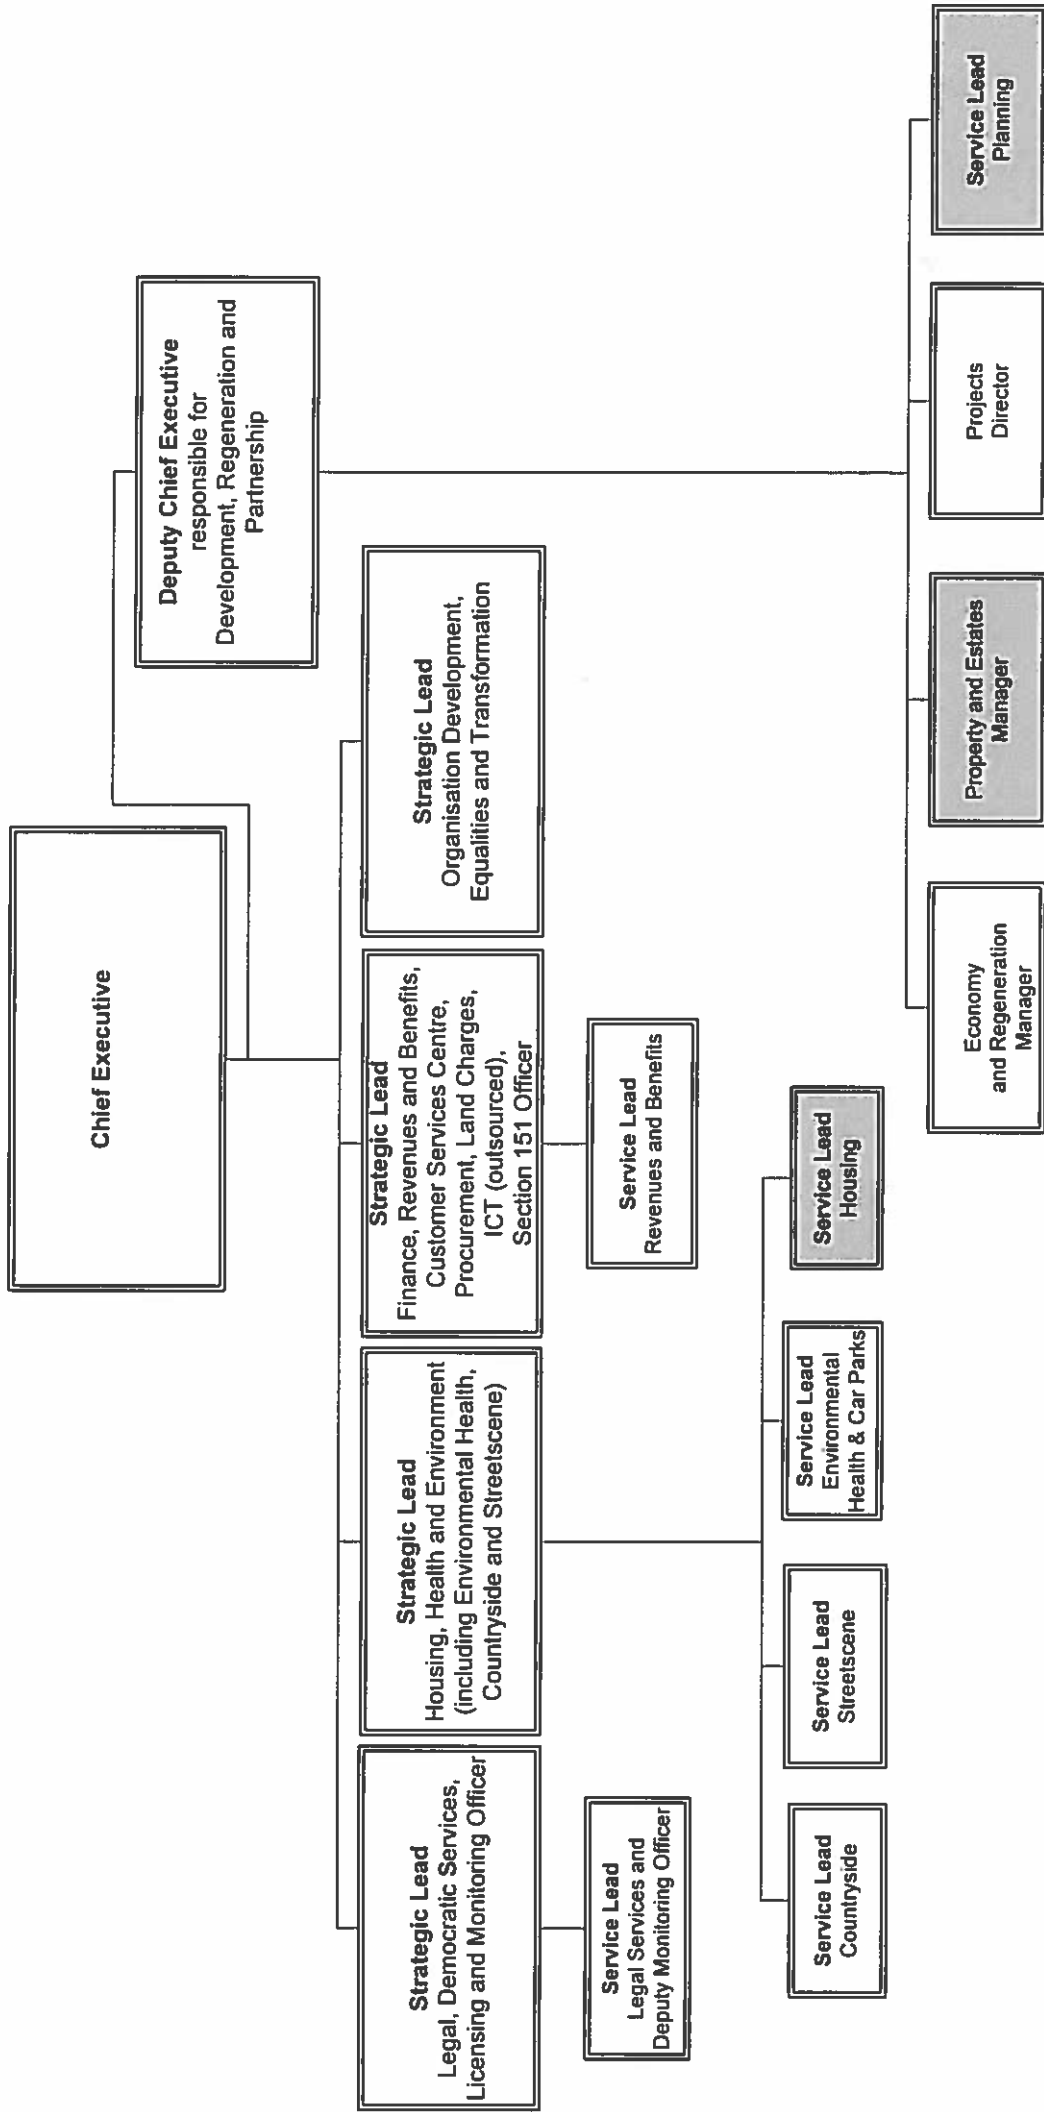 Chief Executive
Deputy Chief Executive
responsible for
Development, Regeneration and
Partnership
Strategic Lead
Legal, Democratic Services,
Licensing and Monitoring Officer
Strategic Lead
Housing, Health and Environment
(including Environmental Health,
Countryside and Streetscene)
Strategic Lead
Finance, Revenues and Benefits,
Customer Services Centre,
Procurement, Land Charges,
ICT (outsourced),
Section 151 Officer
Strategic Lead
Organisation Development,
Equalities and Transformation
Service Lead
Legal Services and
Deputy Monitoring Officer
Service Lead
Revenues and Benefits
Service Lead
Countryside
Service Lead
Streetscene
Service Lead
Environmental
Health & Car Parks
Service Lead
Housing
Economy
and Regeneration
Manager
Property and Estates
Manager
Projects
Director
Service Lead
Planning